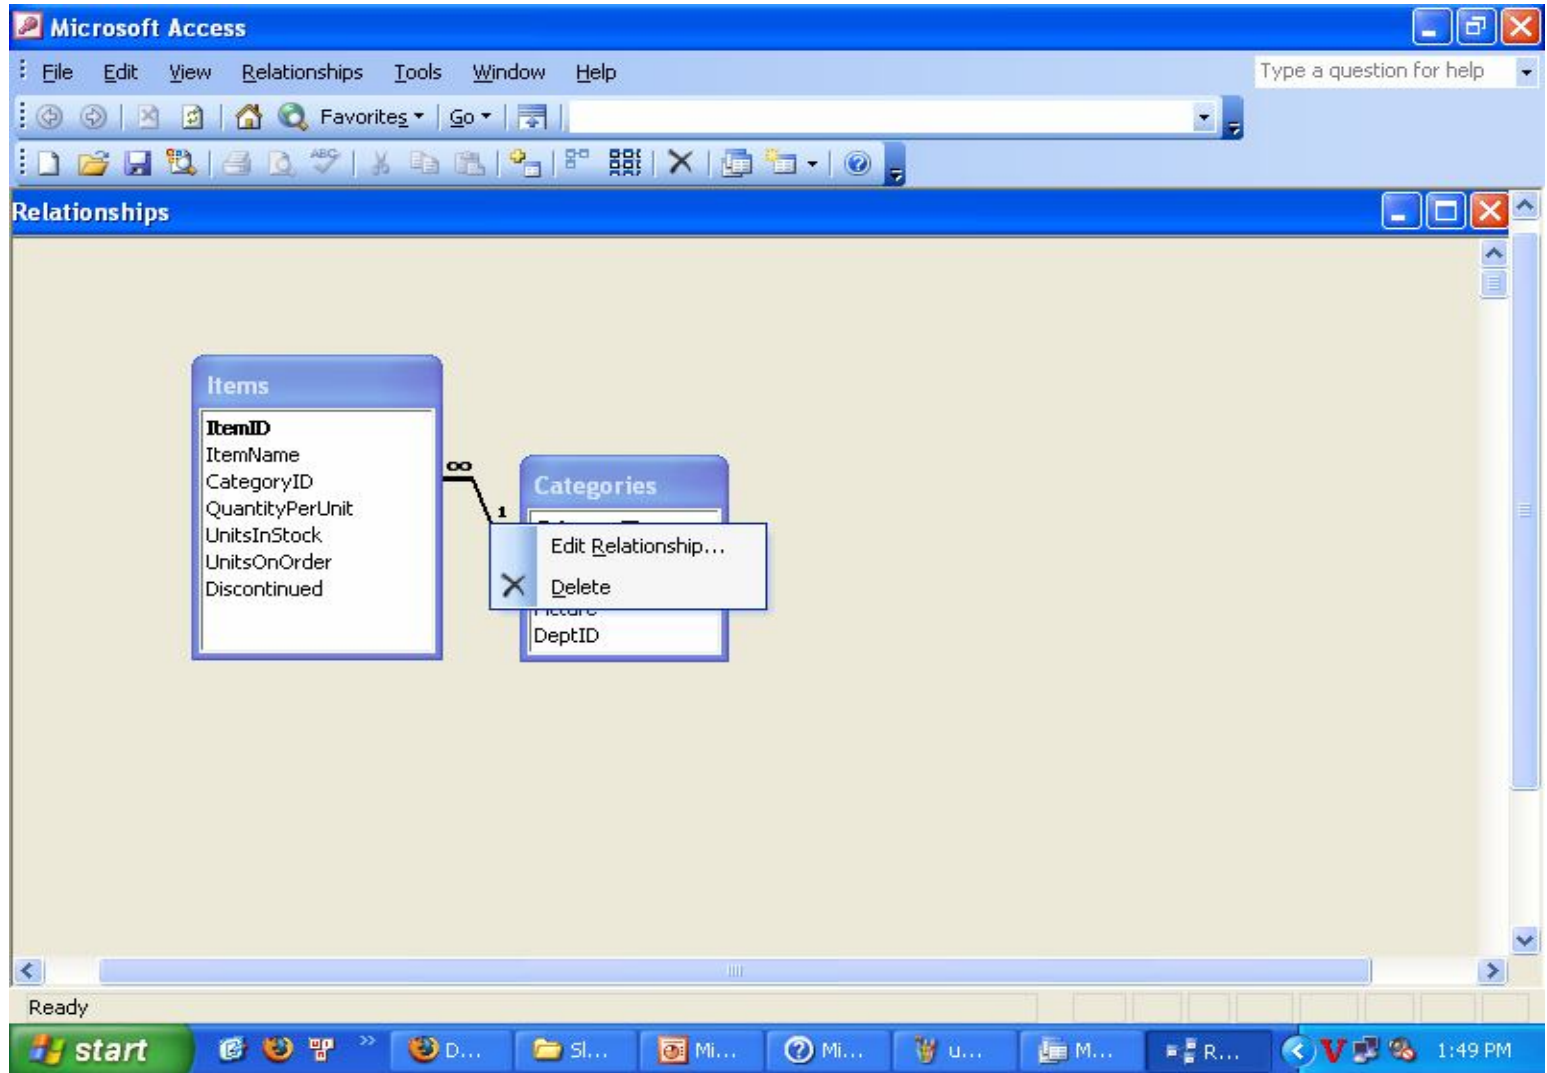 Microsoft Access
File Edit View Relationships Tools Window Help Type a question for help
Favorites Go
ABC
Relationships
Items
ItemID
ItemName
CategoryID
QuantityPerUnit
UnitsInStock
UnitsOnOrder
Discontinued
∞
1
Categories
Edit Relationship...
Delete
Picture
DeptID
Ready
start D... Sl... Mi... Mi... u... M... R... 1:49 PM